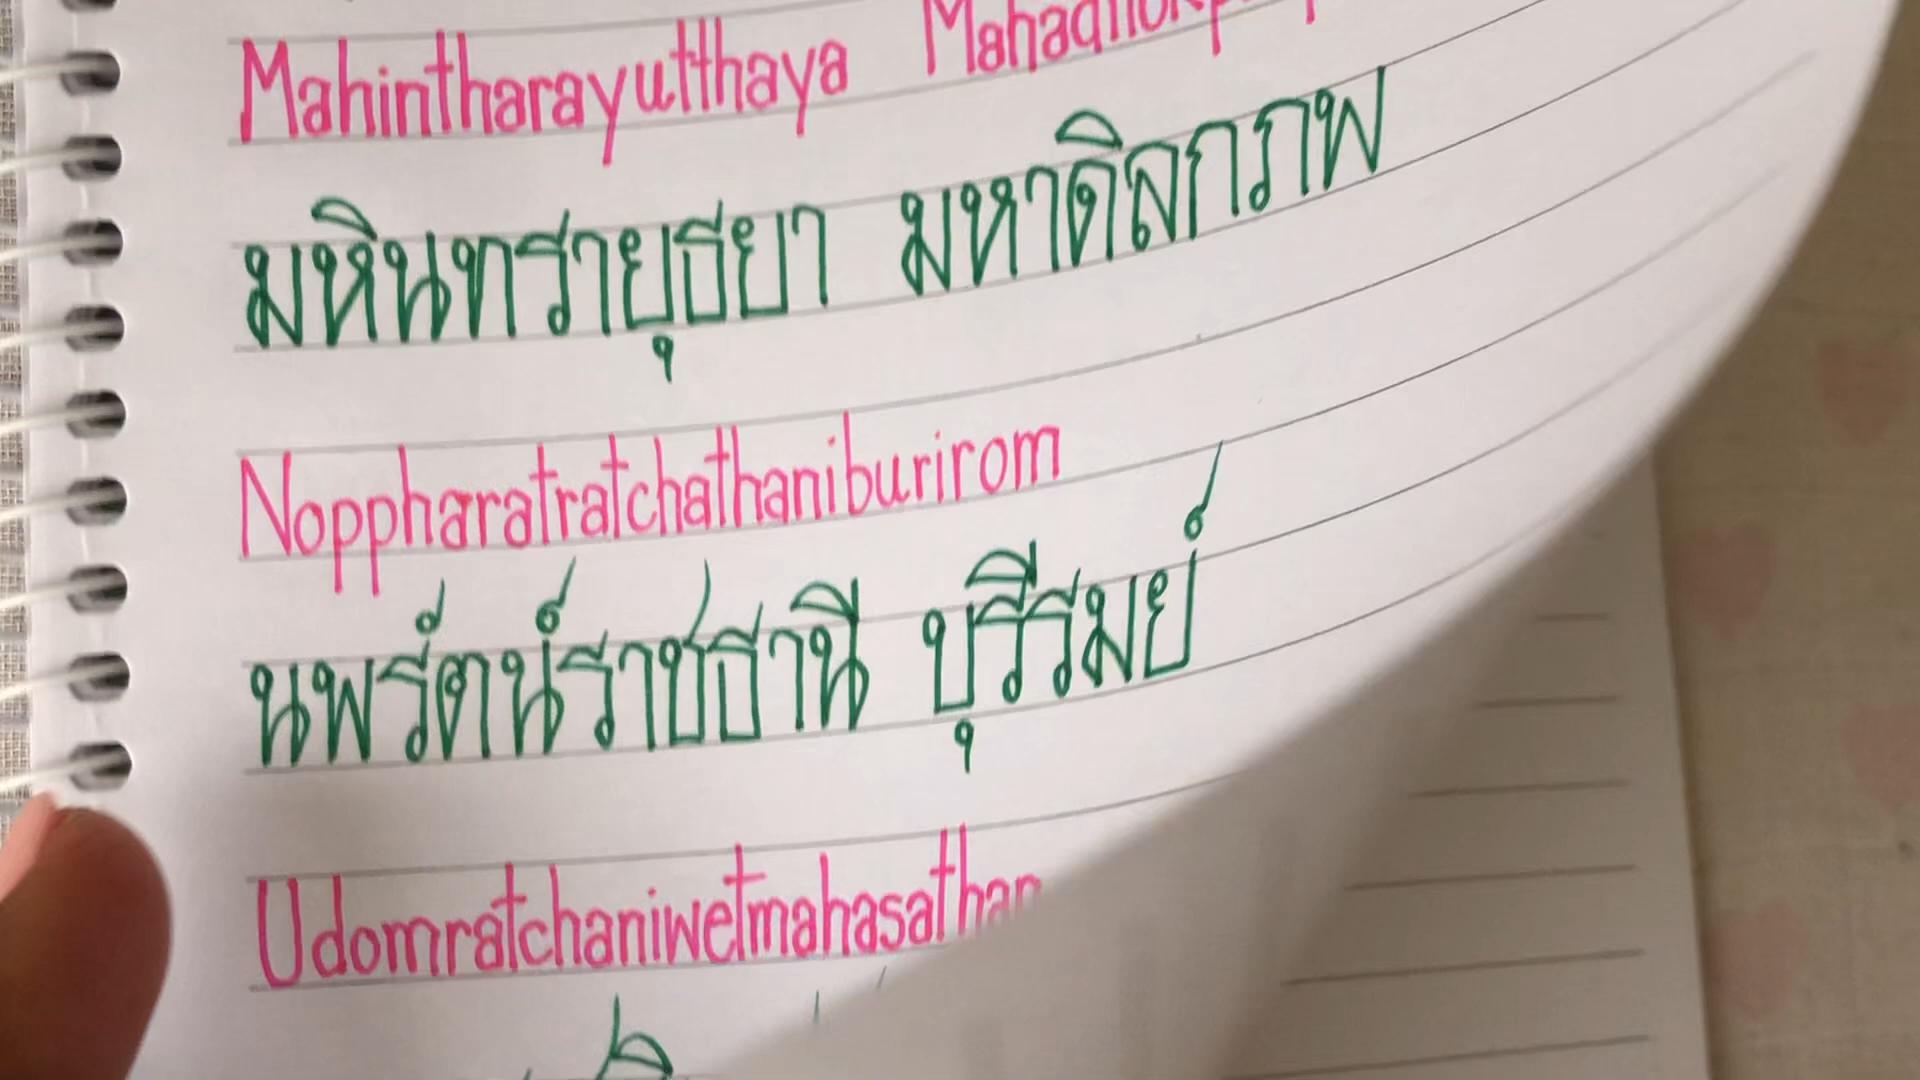 Mahintharayutthaya
มหินทรายุธยา มหาดิลกภพ
Noppharatratchathaniburirom
นพรัตน์ราชธานี บุรีรมย์
Udomratchaniwetmahasathan